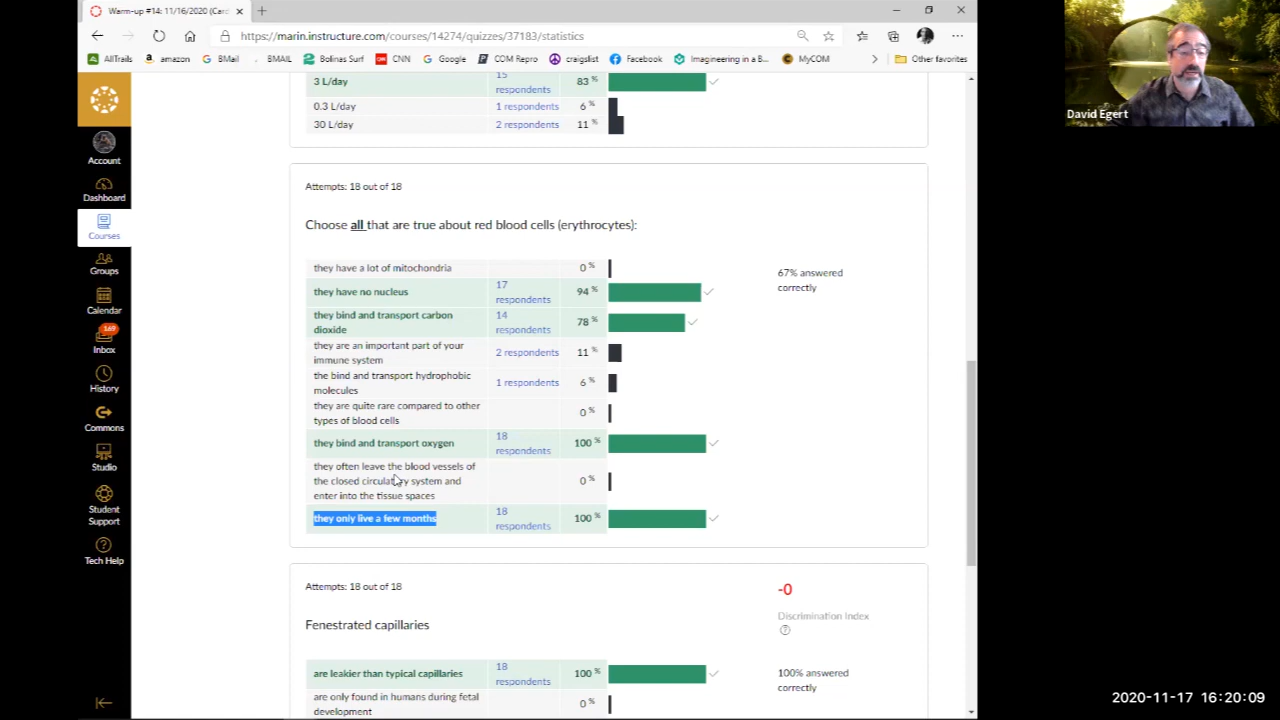 Warm-up #14: 11/16/2020 (Car
https://marin.instructure.com/courses/14274/quizzes/37183/statistics
AllTrails
amazon
BMail
BMAIL
Bolinas Surf
CNN
Google
COM Repro
craigslist
Facebook
Imagineering in a B...
MyCOM
Other favorites
David Egert
Account
Dashboard
Courses
Groups
Calendar
169
Inbox
History
Commons
Studio
Student
Support
Tech Help
3 L/day
15
respondents
83 %
0.3 L/day
1 respondents
6 %
30 L/day
2 respondents
11 %
Attempts: 18 out of 18
Choose all that are true about red blood cells (erythrocytes):
67% answered
correctly
they have a lot of mitochondria
0 %
they have no nucleus
17
respondents
94 %
they bind and transport carbon
dioxide
14
respondents
78 %
they are an important part of your
immune system
2 respondents
11 %
the bind and transport hydrophobic
molecules
1 respondents
6 %
they are quite rare compared to other
types of blood cells
0 %
they bind and transport oxygen
18
respondents
100 %
they often leave the blood vessels of
the closed circulatory system and
enter into the tissue spaces
0 %
they only live a few months
18
respondents
100 %
Attempts: 18 out of 18
-0
Discrimination Index
?
Fenestrated capillaries
100% answered
correctly
are leakier than typical capillaries
18
respondents
100 %
are only found in humans during fetal
development
0 %
2020-11-17 16:20:09